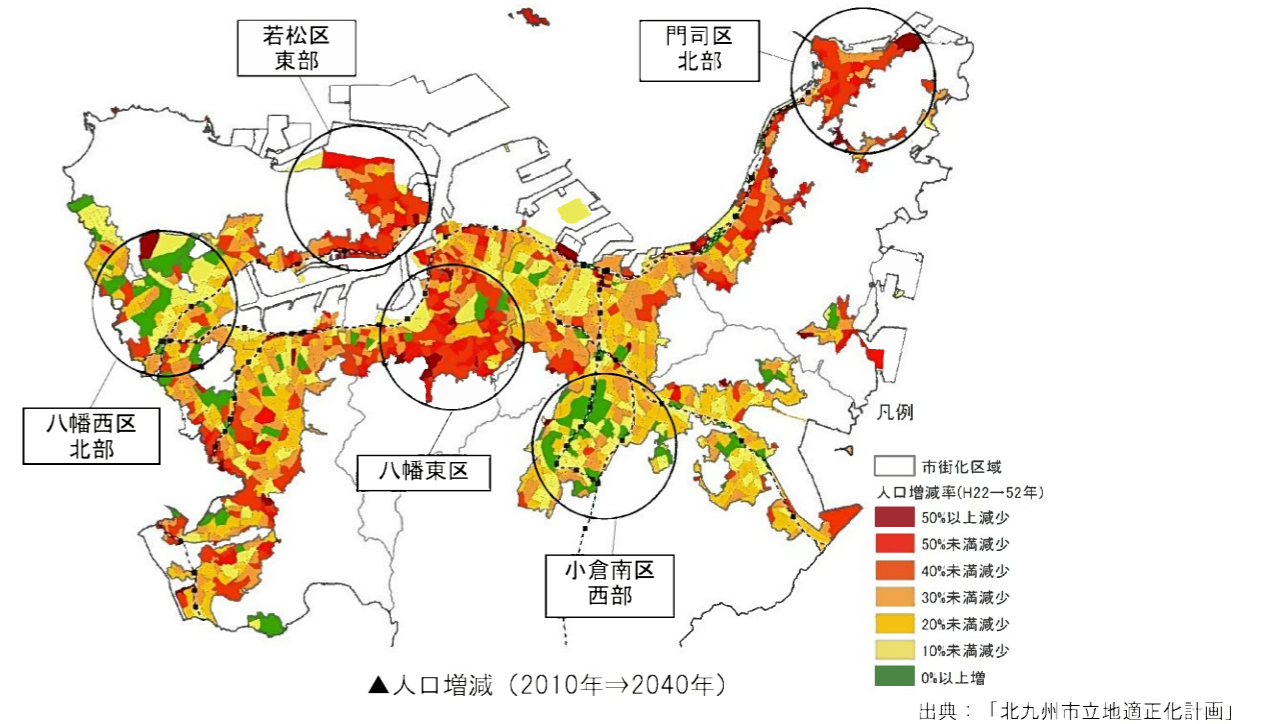 若松区
東部
門司区
北部
八幡西区
北部
八幡東区
小倉南区
西部
凡例
市街化区域
人口増減率(H22→52年)
50%以上減少
50%未満減少
40%未満減少
30%未満減少
20%未満減少
10%未満減少
0%以上増
▲人口増減（2010年⇒2040年）
出典：「北九州市立地適正化計画」